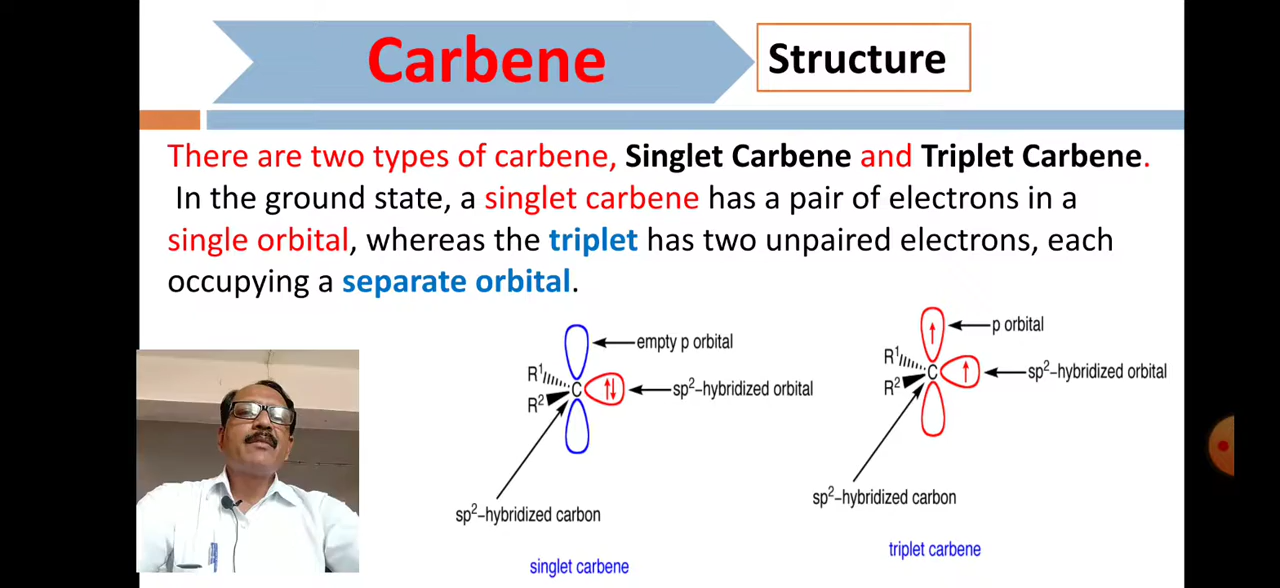 Carbene
Structure
There are two types of carbene, Singlet Carbene and Triplet Carbene.
In the ground state, a singlet carbene has a pair of electrons in a
single orbital, whereas the triplet has two unpaired electrons, each
occupying a separate orbital.
empty p orbital
R¹
C
R²
sp²–hybridized orbital
sp²–hybridized carbon
singlet carbene
p orbital
R¹
C
R²
sp²–hybridized orbital
sp²–hybridized carbon
triplet carbene